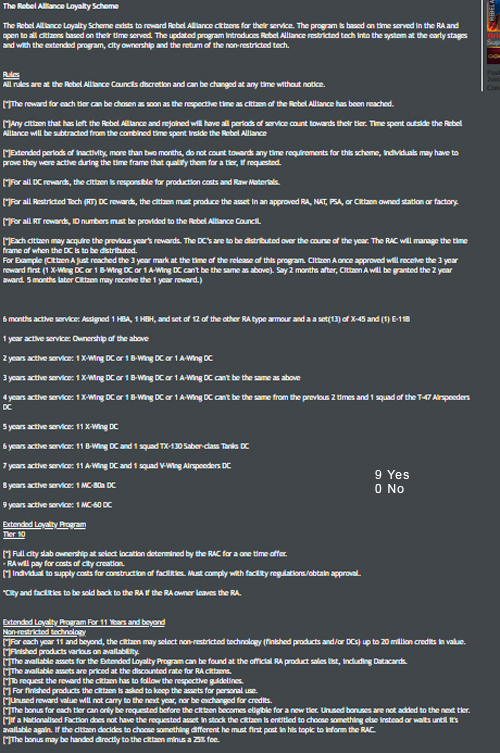 The Rebel Alliance Loyalty Scheme
The Rebel Alliance Loyalty Scheme exists to reward Rebel Alliance citizens for their service. The program is based on time served in the RA and
open to all citizens based on their time served. The updated program introduces Rebel Alliance restricted tech into the system at the early stages
and with the extended program, city ownership and the return of the non-restricted tech.
Rules
All rules are at the Rebel Alliance Councils discretion and can be changed at any time without notice.
[*]The reward for each tier can be chosen as soon as the respective time as citizen of the Rebel Alliance has been reached.
[*]Any citizen that has left the Rebel Alliance and rejoined will have all periods of service count towards their tier. Time spent outside the Rebel
Alliance will be subtracted from the combined time spent inside the Rebel Alliance
[*]Extended periods of inactivity, more than two months, do not count towards any time requirements for this scheme, individuals may have to
prove they were active during the time frame that qualify them for a tier, if requested.
[*]For all DC rewards, the citizen is responsible for production costs and Raw Materials.
[*]For all Restricted Tech (RT) DC rewards, the citizen must produce the asset in an approved RA, NAT, PSA, or Citizen owned station or factory.
[*]For all RT rewards, ID numbers must be provided to the Rebel Alliance Council.
[*]Each citizen may acquire the previous year's rewards. The DC's are to be distributed over the course of the year. The RAC will manage the time
frame of when the DC is to be distributed.
For Example (Citizen A just reached the 3 year mark at the time of the release of this program. Citizen A once approved will receive the 3 year
reward first (1 X-Wing DC or 1 B-Wing DC or 1 A-Wing DC can't be the same as above). Say 2 months after, Citizen A will be granted the 2 year
award. 5 months later Citizen may receive the 1 year reward.)
6 months active service: Assigned 1 HBA, 1 HBH, and set of 12 of the other RA type armour and a a set(13) of X-45 and (1) E-11B
1 year active service: Ownership of the above
2 years active service: 1 X-Wing DC or 1 B-Wing DC or 1 A-Wing DC
3 years active service: 1 X-Wing DC or 1 B-Wing DC or 1 A-Wing DC can't be the same as above
4 years active service: 1 X-Wing DC or 1 B-Wing DC or 1 A-Wing DC can't be the same from the previous 2 times and 1 squad of the T-47 Airspeeders
DC
5 years active service: 11 X-Wing DC
6 years active service: 11 B-Wing DC and 1 squad TX-130 Saber-class Tanks DC
7 years active service: 11 A-Wing DC and 1 squad V-Wing Airspeeders DC
8 years active service: 1 MC-80a DC
9 years active service: 1 MC-60 DC
9 Yes
0 No
Extended Loyalty Program
Tier 10
[*] Full city slab ownership at select location determined by the RAC for a one time offer.
- RA will pay for costs of city creation.
[*] Individual to supply costs for construction of facilities. Must comply with facility regulations/obtain approval.
*City and facilities to be sold back to the RA if the RA owner leaves the RA.
Extended Loyalty Program For 11 Years and beyond
Non-restricted technology
[*]For each year 11 and beyond, the citizen may select non-restricted technology (finished products and/or DCs) up to 20 million credits in value.
[*]Finished products various on availability.
[*]The available assets for the Extended Loyalty Program can be found at the official RA product sales list, including Datacards.
[*]The available assets are priced at the discounted rate for RA citizens.
[*]To request the reward the citizen has to follow the respective guidelines.
[*] For finished products the citizen is asked to keep the assets for personal use.
[*]Unused reward value will not carry to the next year, nor be exchanged for credits.
[*]The bonus for each tier can only be requested before the citizen becomes eligible for a new tier. Unused bonuses are not added to the next tier.
[*]If a Nationalised Faction does not have the requested asset in stock the citizen is entitled to choose something else instead or waits until it's
available again. If the citizen decides to choose something different he must first post in his topic to inform the RAC.
[*]The bonus may be handed directly to the citizen minus a 25% fee.